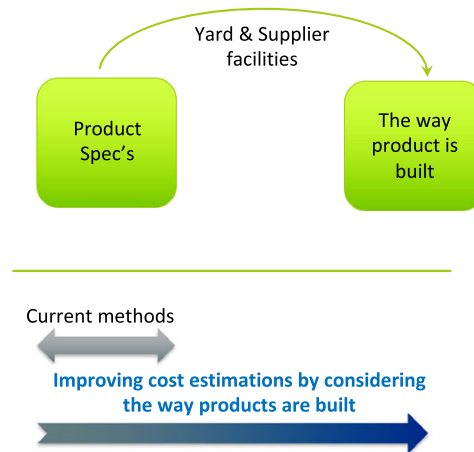 Yard & Supplier
facilities
Product
Spec's
The way
product is
built
Current methods
Improving cost estimations by considering
the way products are built